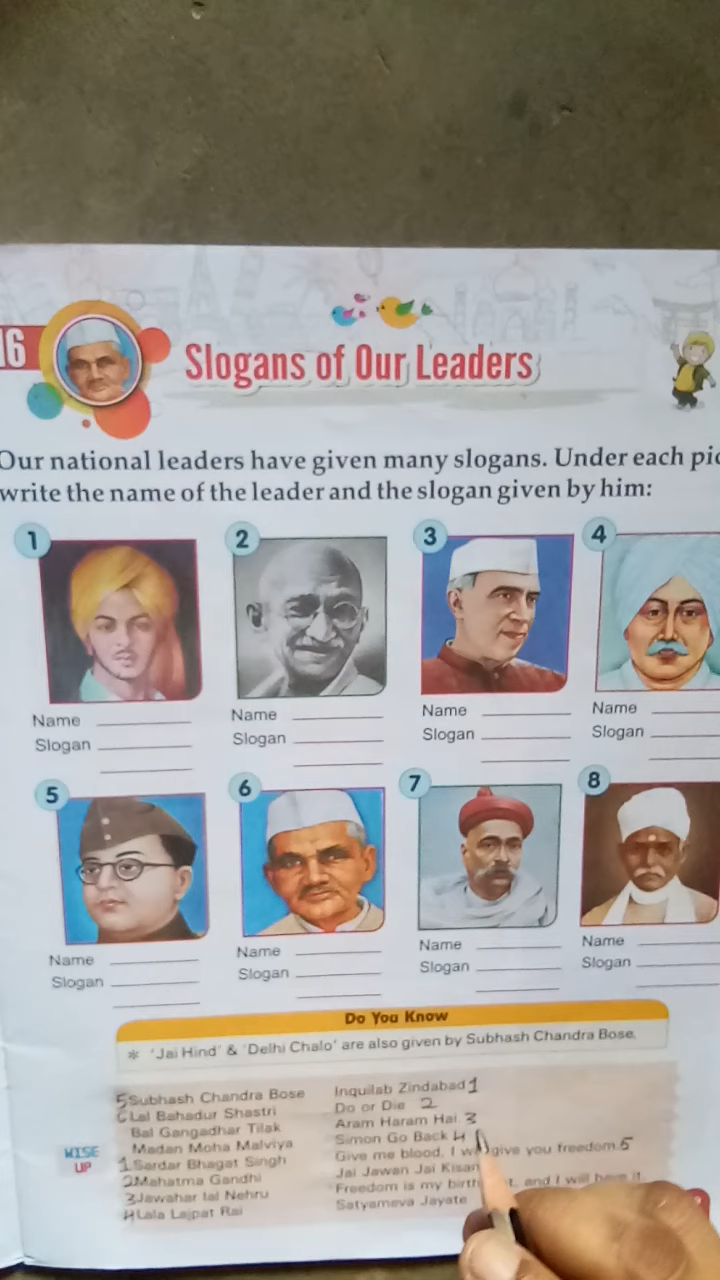 16
Slogans of Our Leaders
Our national leaders have given many slogans. Under each
write the name of the leader and the slogan given by him:
1 2 3 4
Name Name Name Name
Slogan Slogan Slogan Slogan
5 6 7 8
Name Name Name Name
Slogan Slogan Slogan Slogan
Do You Know
* 'Jai Hind' & 'Delhi Chalo' are also given by Subhash Chandra Bose.
WISE UP
5 Subhash Chandra Bose Inquilab Zindabad 1
6 Lal Bahadur Shastri Do or Die 2
Bal Gangadhar Tilak Aram Haram Hai 3
Madan Moha Malviya Simon Go Back 4
1 Sardar Bhagat Singh Give me blood, I give you freedom. 5
2 Mahatma Gandhi Jai Jawan Jai Kisan
3 Jawahar lal Nehru Freedom is my and I will have it
4 Lala Lajpat Rai Satyameva Jayate